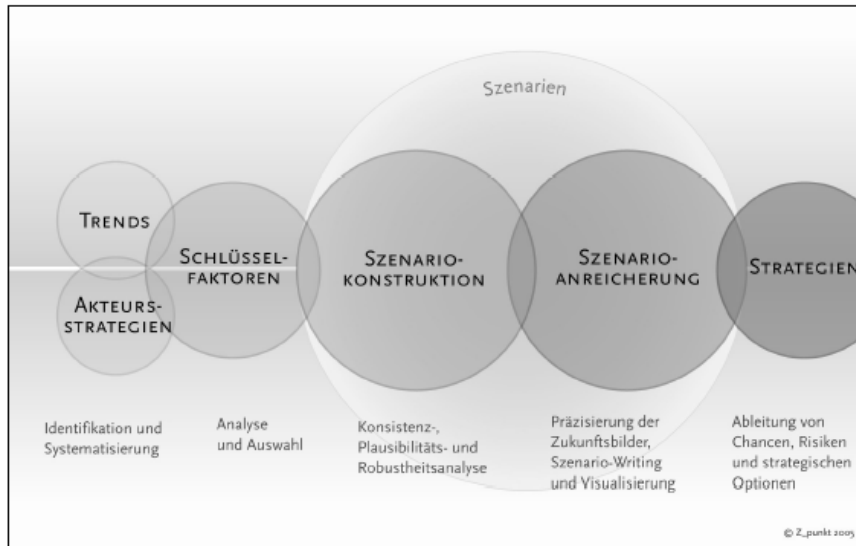 Szenarien
TRENDS
AKTEURS-
STRATEGIEN
SCHLÜSSEL-
FAKTOREN
SZENARIO-
KONSTRUKTION
SZENARIO-
ANREICHERUNG
STRATEGIEN
Identifikation und
Systematisierung
Analyse
und Auswahl
Konsistenz-,
Plausibilitäts- und
Robustheitsanalyse
Präzisierung der
Zukunftsbilder,
Szenario-Writing
und Visualisierung
Ableitung von
Chancen, Risiken
und strategischen
Optionen
© Z_punkt 2005